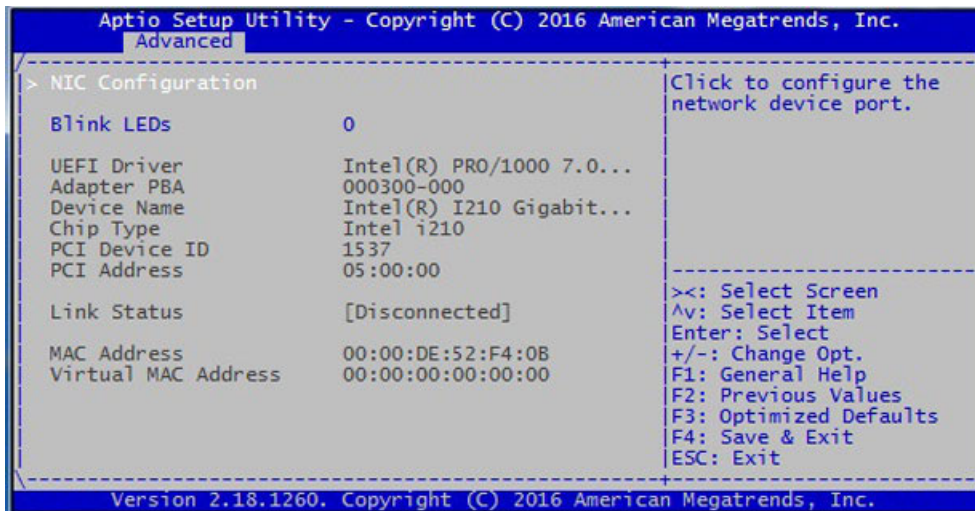 Aptio Setup Utility - Copyright (C) 2016 American Megatrends, Inc.
Advanced
> NIC Configuration
Blink LEDs 0
UEFI Driver Intel(R) PRO/1000 7.0...
Adapter PBA 000300-000
Device Name Intel(R) I210 Gigabit...
Chip Type Intel i210
PCI Device ID 1537
PCI Address 05:00:00
Link Status [Disconnected]
MAC Address 00:00:DE:52:F4:0B
Virtual MAC Address 00:00:00:00:00:00
Click to configure the
network device port.
><: Select Screen
^v: Select Item
Enter: Select
+/-: Change Opt.
F1: General Help
F2: Previous Values
F3: Optimized Defaults
F4: Save & Exit
ESC: Exit
Version 2.18.1260. Copyright (C) 2016 American Megatrends, Inc.